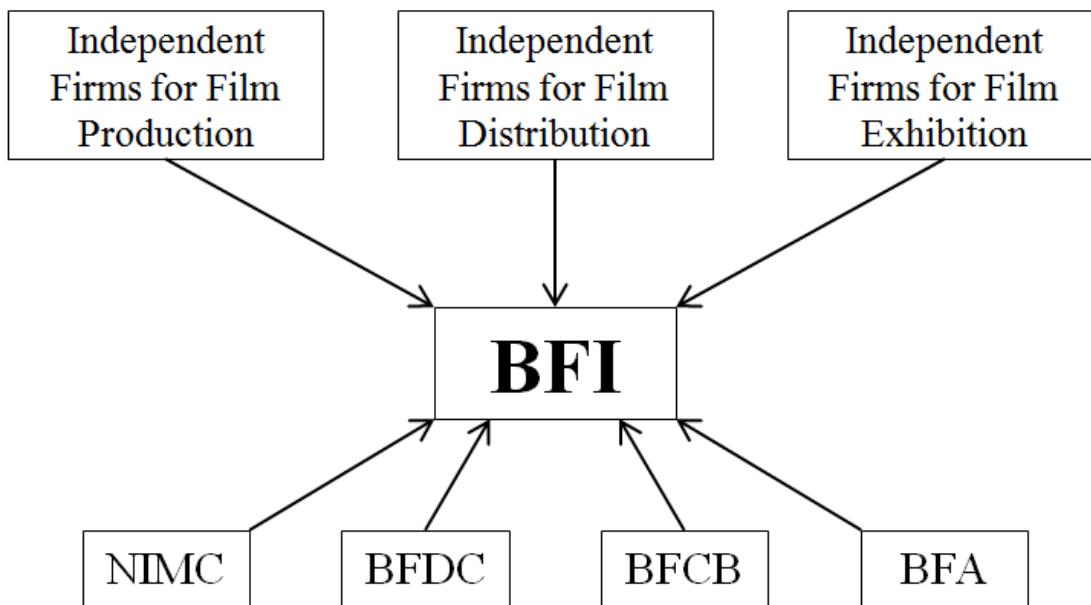 Independent
Firms for Film
Production
Independent
Firms for Film
Distribution
Independent
Firms for Film
Exhibition
BFI
NIMC
BFDC
BFCB
BFA